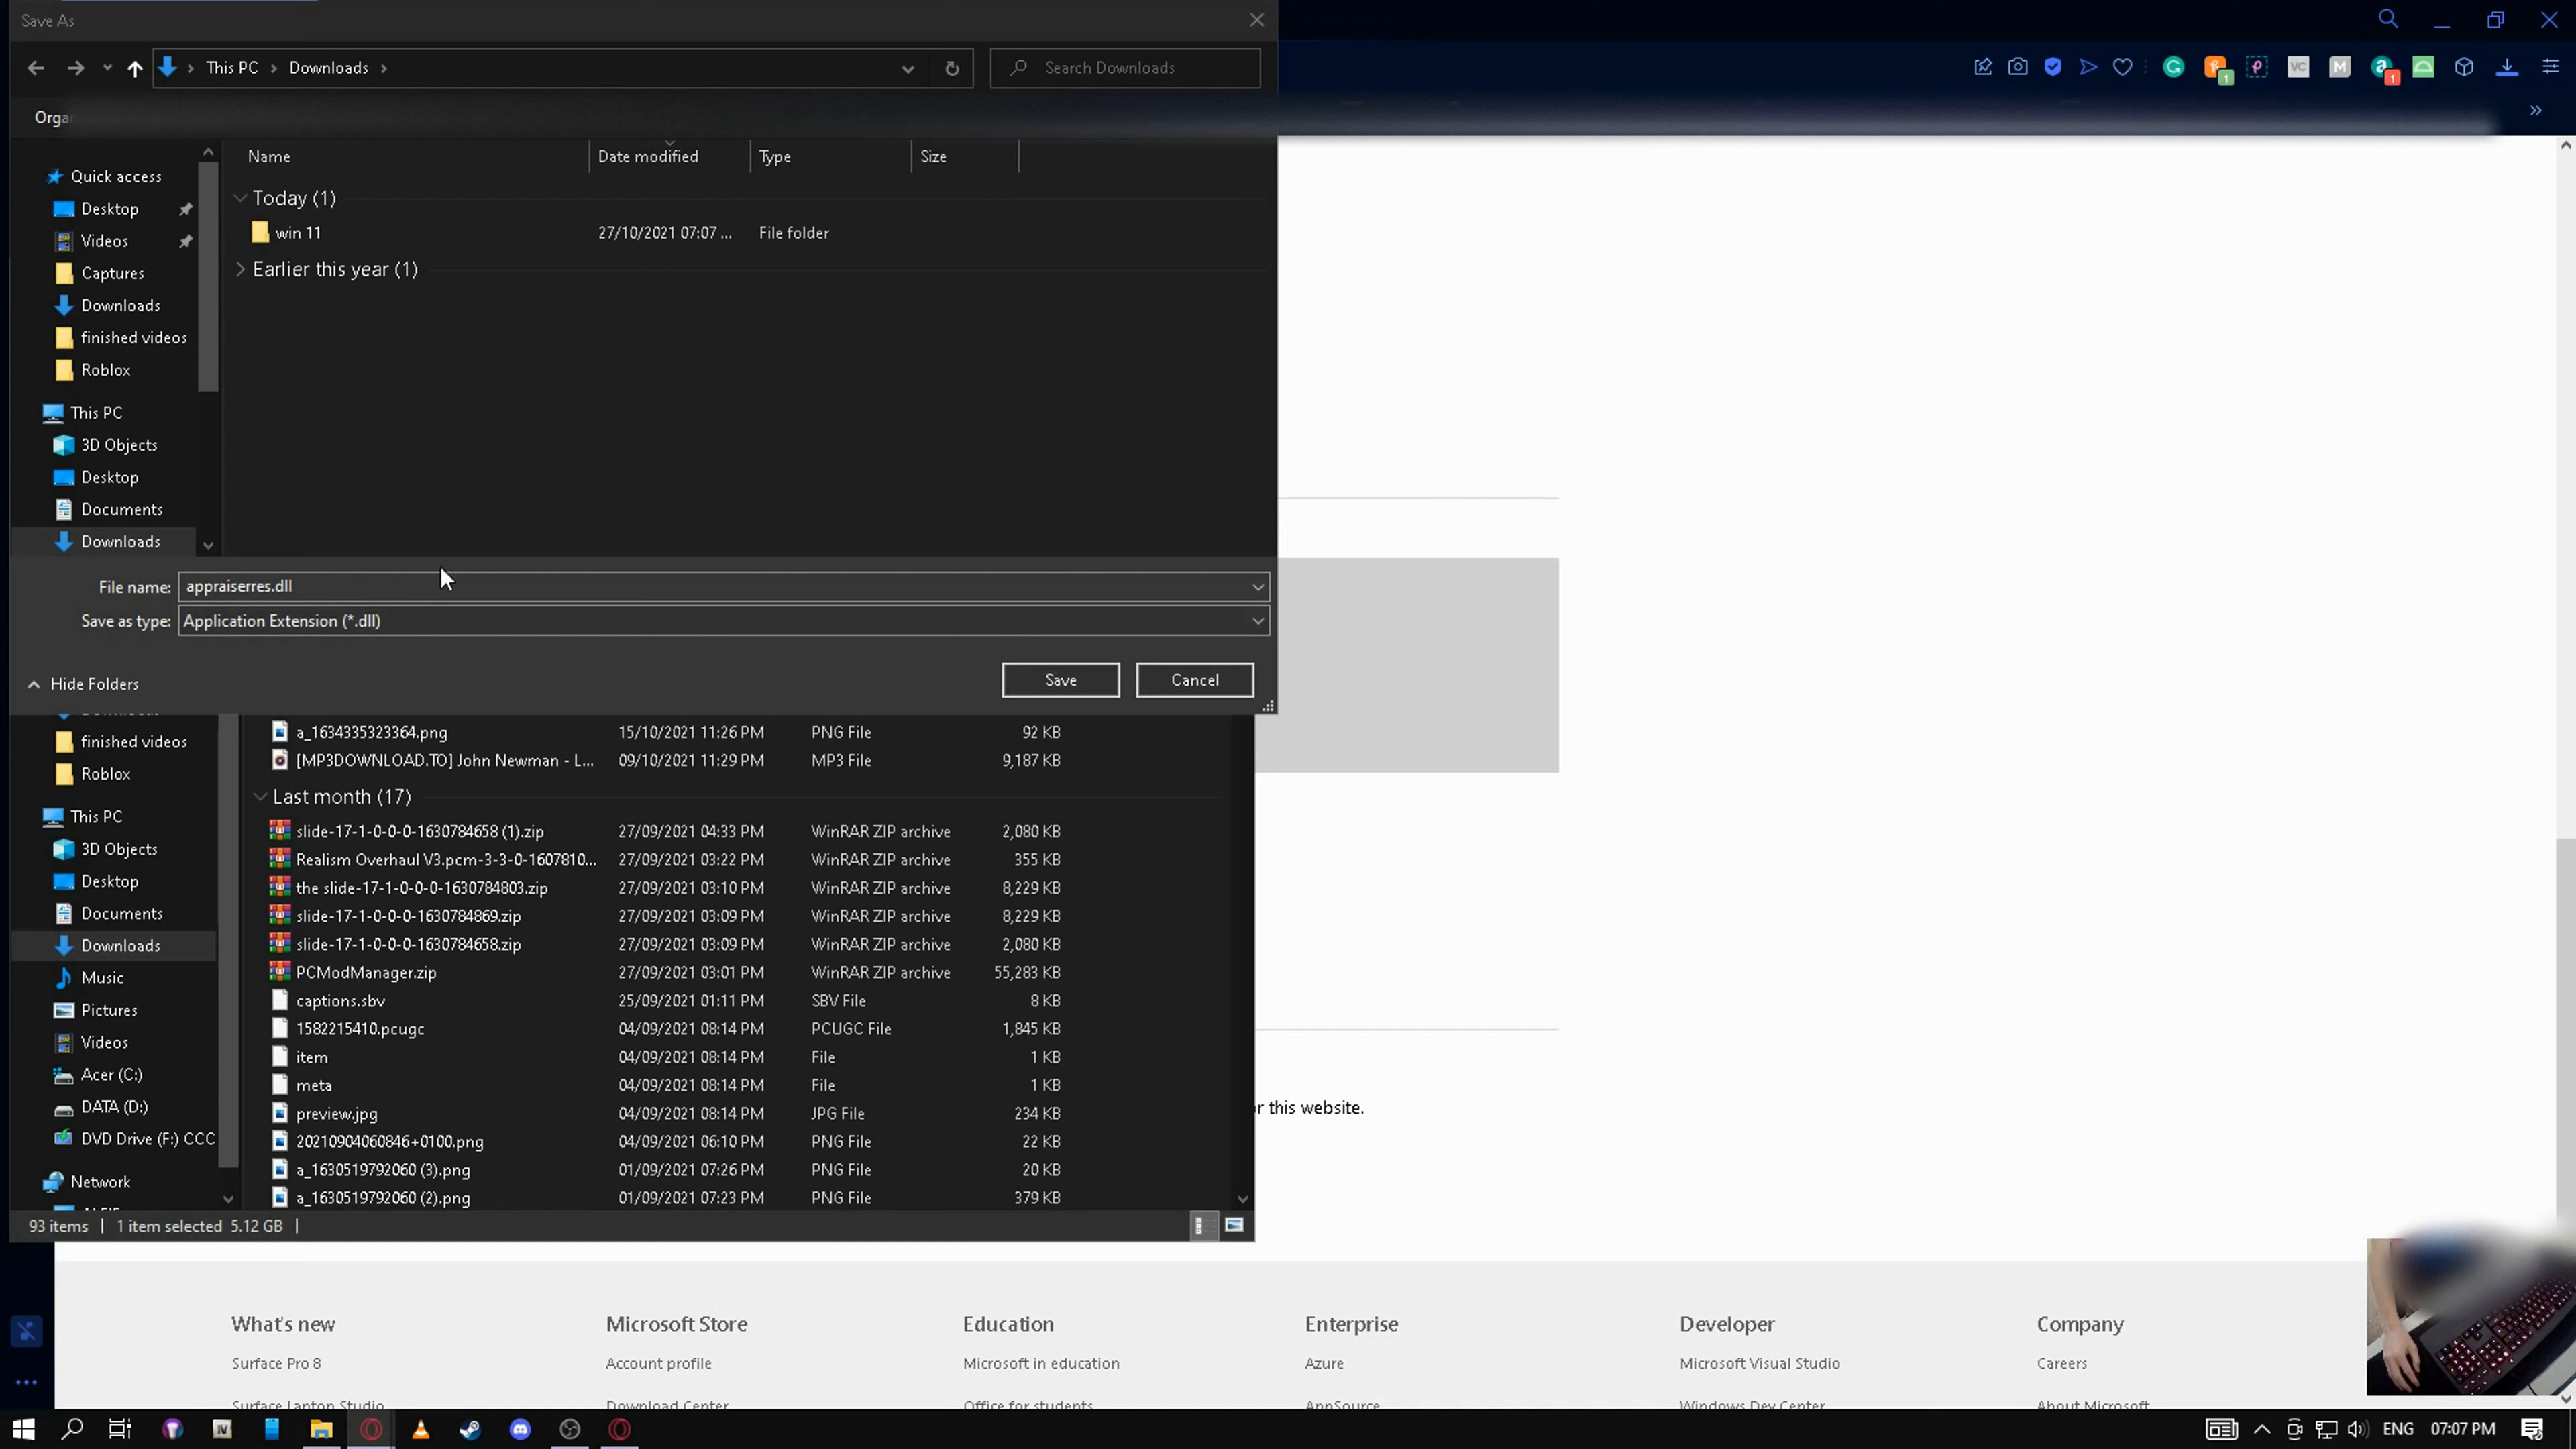 Save As
This PC
Downloads
Search Downloads
Name
Date modified
Type
Size
Quick access
Desktop
Videos
Captures
Downloads
finished videos
Roblox
This PC
3D Objects
Desktop
Documents
Downloads
Today (1)
win 11 27/10/2021 07:07 ... File folder
Earlier this year (1)
File name: appraiserres.dll
Save as type: Application Extension (*.dll)
Hide Folders
Save
Cancel
finished videos
Roblox
This PC
3D Objects
Desktop
Documents
Downloads
Music
Pictures
Videos
Acer (C:)
DATA (D:)
DVD Drive (F:) CCC
Network
a_1634335323364.png 15/10/2021 11:26 PM PNG File 92 KB
[MP3DOWNLOAD.TO] John Newman - L... 09/10/2021 11:29 PM MP3 File 9,187 KB
Last month (17)
slide-17-1-0-0-0-1630784658 (1).zip 27/09/2021 04:33 PM WinRAR ZIP archive 2,080 KB
Realism Overhaul V3.pcm-3-3-0-1607810... 27/09/2021 03:22 PM WinRAR ZIP archive 355 KB
the slide-17-1-0-0-0-1630784803.zip 27/09/2021 03:10 PM WinRAR ZIP archive 8,229 KB
slide-17-1-0-0-0-1630784869.zip 27/09/2021 03:09 PM WinRAR ZIP archive 8,229 KB
slide-17-1-0-0-0-1630784658.zip 27/09/2021 03:09 PM WinRAR ZIP archive 2,080 KB
PCModManager.zip 27/09/2021 03:01 PM WinRAR ZIP archive 55,283 KB
captions.sbv 25/09/2021 01:11 PM SBV File 8 KB
1582215410.pcugc 04/09/2021 08:14 PM PCUGC File 1,845 KB
item 04/09/2021 08:14 PM File 1 KB
meta 04/09/2021 08:14 PM File 1 KB
preview.jpg 04/09/2021 08:14 PM JPG File 234 KB
20210904060846+0100.png 04/09/2021 06:10 PM PNG File 22 KB
a_1630519792060 (3).png 01/09/2021 07:26 PM PNG File 20 KB
a_1630519792060 (2).png 01/09/2021 07:23 PM PNG File 379 KB
93 items 1 item selected 5.12 GB
r this website.
What's new
Surface Pro 8
Surface Laptop Studio
Microsoft Store
Account profile
Download Center
Education
Microsoft in education
Office for students
Enterprise
Azure
AppSource
Developer
Microsoft Visual Studio
Windows Dev Center
Company
Careers
About Microsoft
ENG 07:07 PM